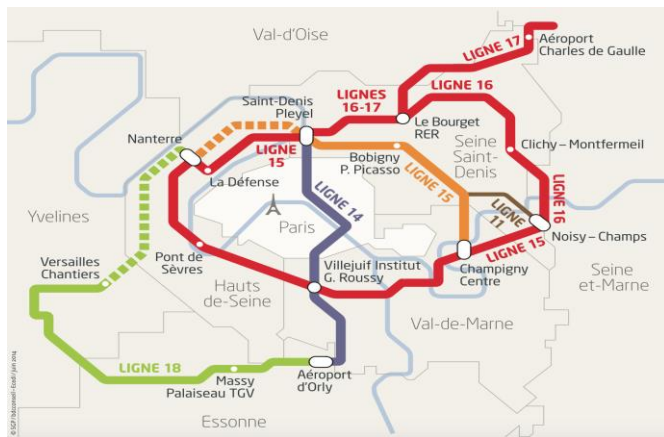 Val-d'Oise
LIGNE 17
Aéroport
Charles de Gaulle
LIGNES
16-17
LIGNE 16
Saint-Denis
Pleyel
Le Bourget
RER
Nanterre
LIGNE
15
Seine
Saint-
Denis
Clichy – Montfermeil
Bobigny
P. Picasso
La Défense
LIGNE 15
LIGNE 16
LIGNE
11
LIGNE 14
Yvelines
Paris
Noisy – Champs
LIGNE 15
Versailles
Chantiers
Pont de
Sèvres
Villejuif Institut
G. Roussy
Champigny
Centre
Seine
et-Marne
Hauts
de-Seine
Val-de-Marne
LIGNE 18
Massy
Palaiseau TGV
Aéroport
d'Orly
Essonne